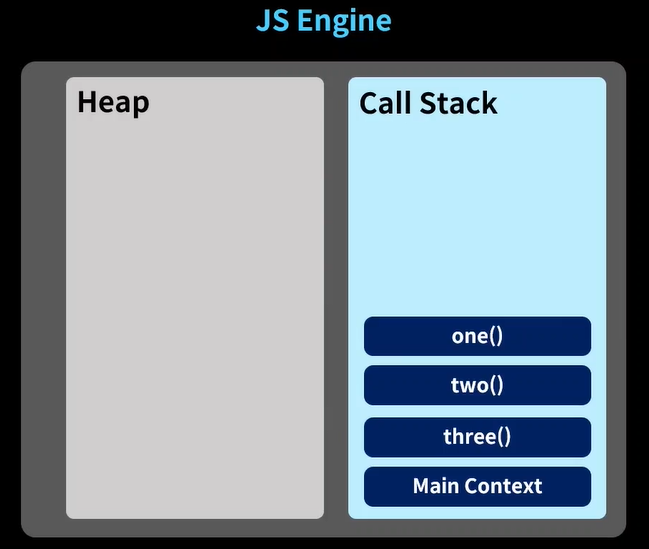 JS Engine
Heap
Call Stack
one()
two()
three()
Main Context